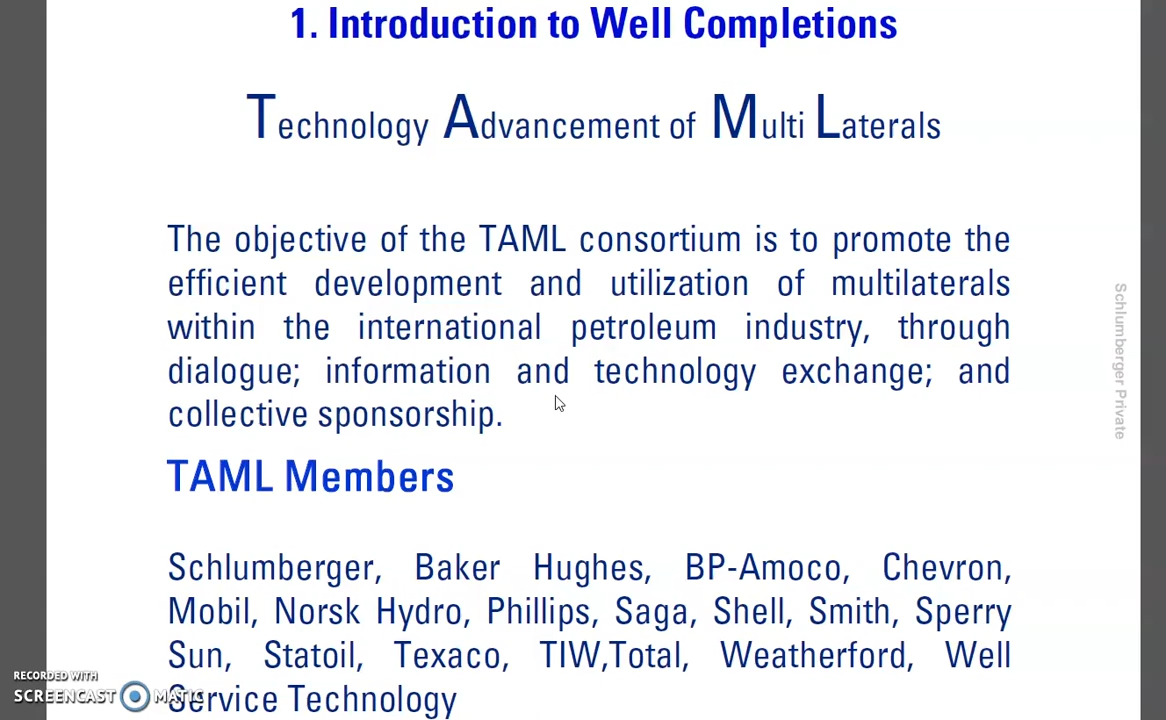 1. Introduction to Well Completions
Technology Advancement of Multi Laterals
The objective of the TAML consortium is to promote the
efficient development and utilization of multilaterals
within the international petroleum industry, through
dialogue; information and technology exchange; and
collective sponsorship.
TAML Members
Schlumberger, Baker Hughes, BP-Amoco, Chevron,
Mobil, Norsk Hydro, Phillips, Saga, Shell, Smith, Sperry
Sun, Statoil, Texaco, TIW,Total, Weatherford, Well
Service Technology
Schlumberger Private
RECORDED WITH
SCREENCAST MATIC